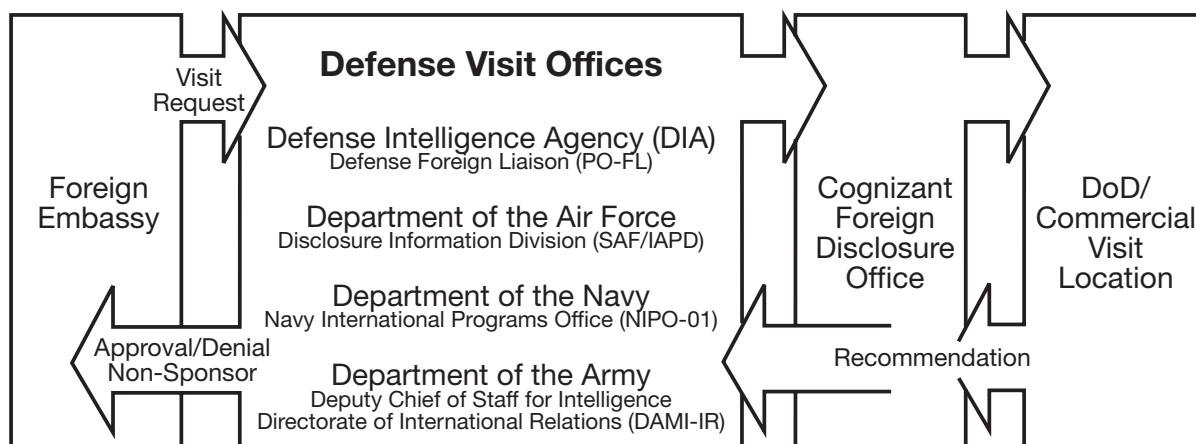 Visit
Request
Foreign
Embassy
Approval/Denial
Non-Sponsor
Defense Visit Offices
Defense Intelligence Agency (DIA)
Defense Foreign Liaison (PO-FL)
Department of the Air Force
Disclosure Information Division (SAF/IAPD)
Department of the Navy
Navy International Programs Office (NIPO-01)
Department of the Army
Deputy Chief of Staff for Intelligence
Directorate of International Relations (DAMI-IR)
Cognizant
Foreign
Disclosure
Office
Recommendation
DoD/
Commercial
Visit
Location